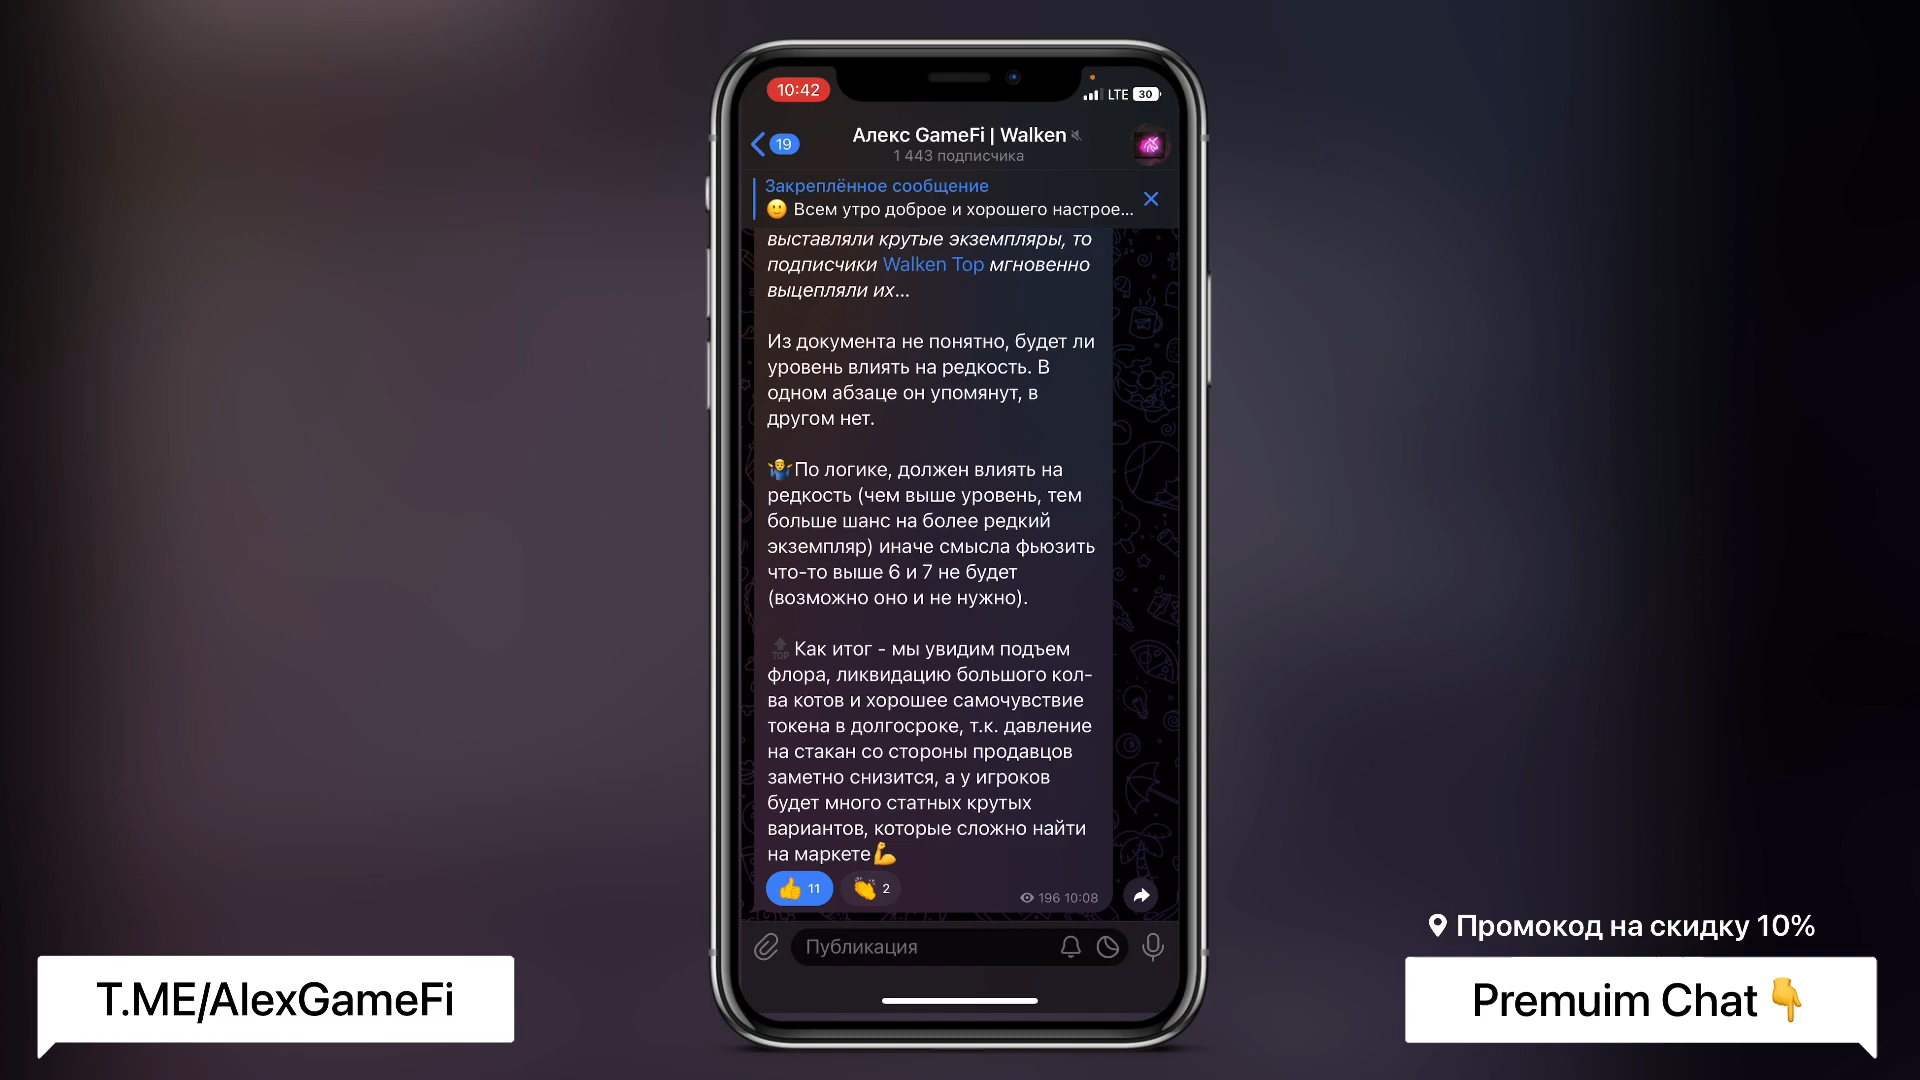 10:42
LTE 30
19
Алекс GameFi | Walken
1 443 подписчика
Закреплённое сообщение
🙂 Всем утро доброе и хорошего настрое...
выставляли крутые экземпляры, то
подписчики Walken Top мгновенно
выцепляли их...
Из документа не понятно, будет ли
уровень влиять на редкость. В
одном абзаце он упомянут, в
другом нет.
🤷‍♂️По логике, должен влиять на
редкость (чем выше уровень, тем
больше шанс на более редкий
экземпляр) иначе смысла фьюзить
что-то выше 6 и 7 не будет
(возможно оно и не нужно).
🔝Как итог - мы увидим подъем
флора, ликвидацию большого кол-
ва котов и хорошее самочувствие
токена в долгосроке, т.к. давление
на стакан со стороны продавцов
заметно снизится, а у игроков
будет много статных крутых
вариантов, которые сложно найти
на маркете💪
👍 11 👏 2
196 10:08
Публикация
T.ME/AlexGameFi
Промокод на скидку 10%
Premuim Chat 👇